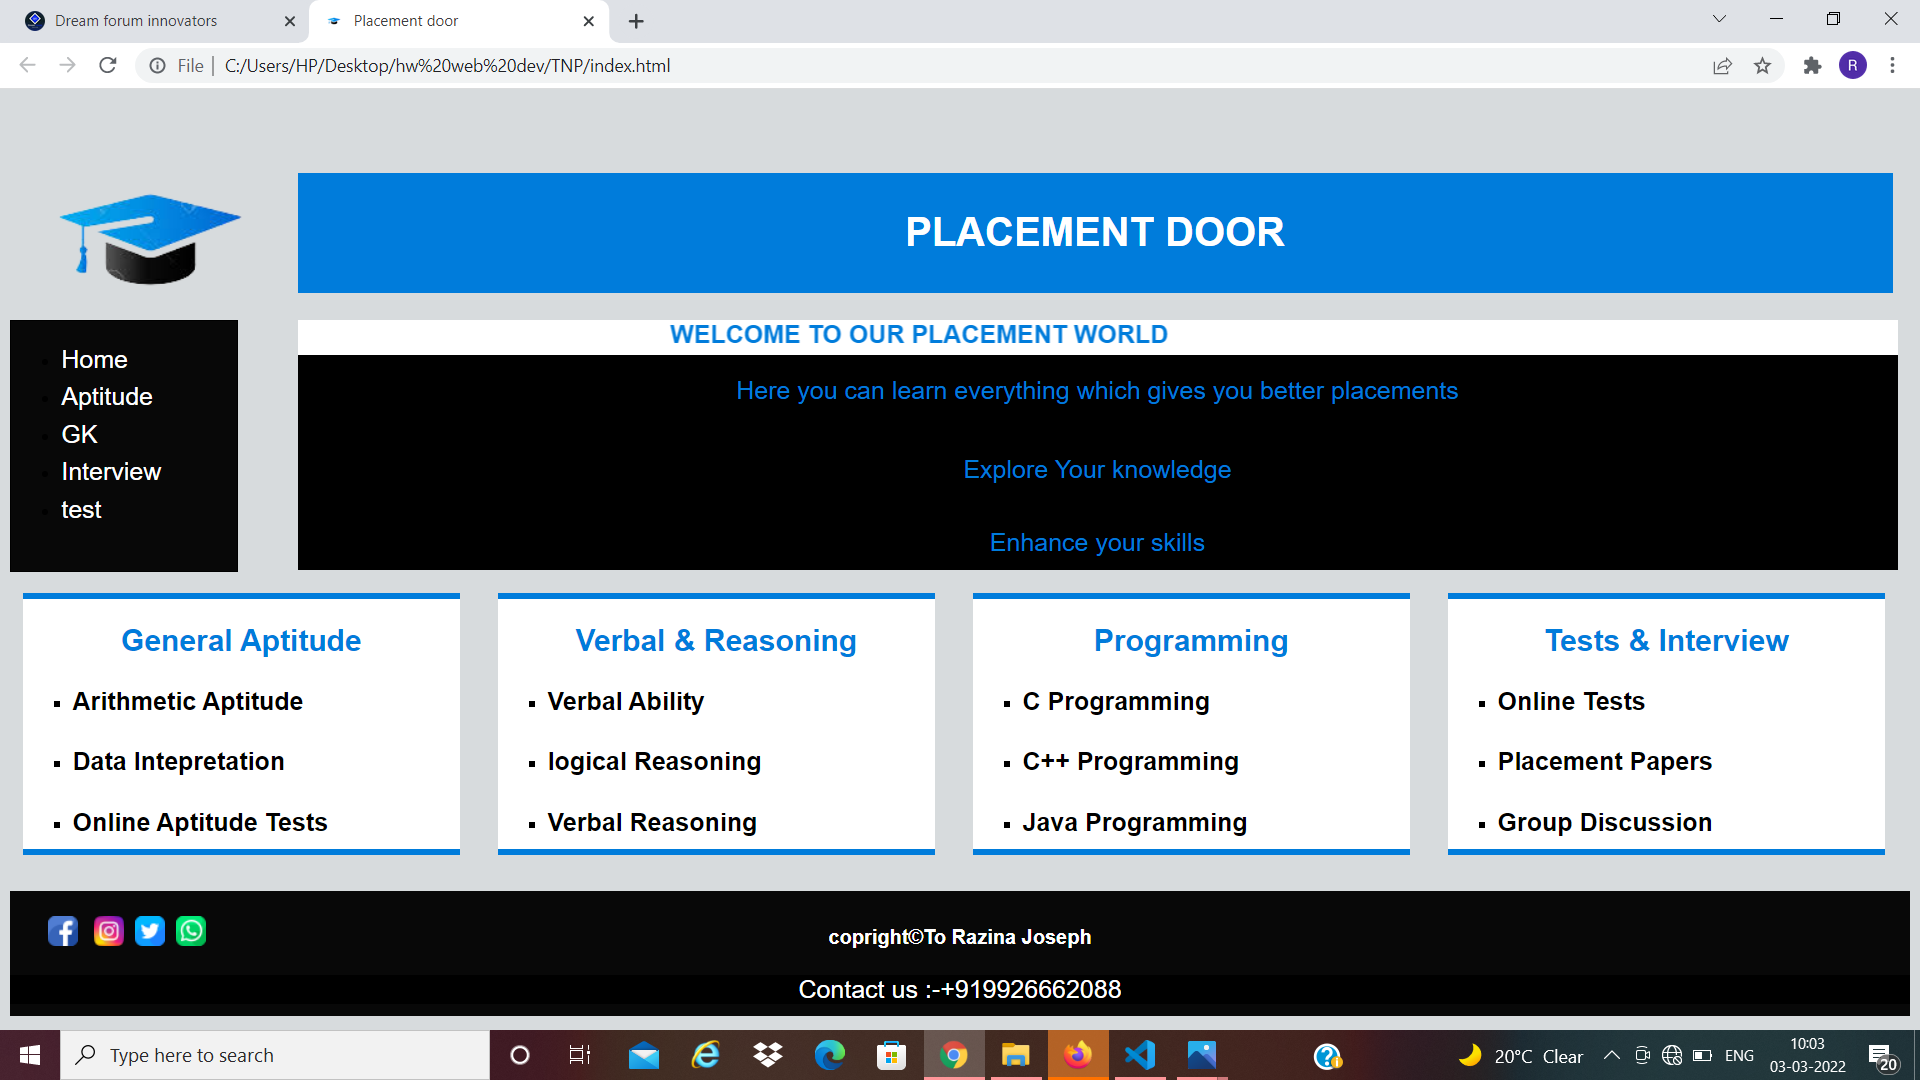 Dream forum innovators
Placement door
File | C:/Users/HP/Desktop/hw%20web%20dev/TNP/index.html
R
PLACEMENT DOOR
Home
Aptitude
GK
Interview
test
WELCOME TO OUR PLACEMENT WORLD
Here you can learn everything which gives you better placements
Explore Your knowledge
Enhance your skills
General Aptitude
Arithmetic Aptitude
Data Intepretation
Online Aptitude Tests
Verbal & Reasoning
Verbal Ability
logical Reasoning
Verbal Reasoning
Programming
C Programming
C++ Programming
Java Programming
Tests & Interview
Online Tests
Placement Papers
Group Discussion
copright©To Razina Joseph
Contact us :-+919926662088
Type here to search
20°C Clear
ENG
10:03
03-03-2022
20